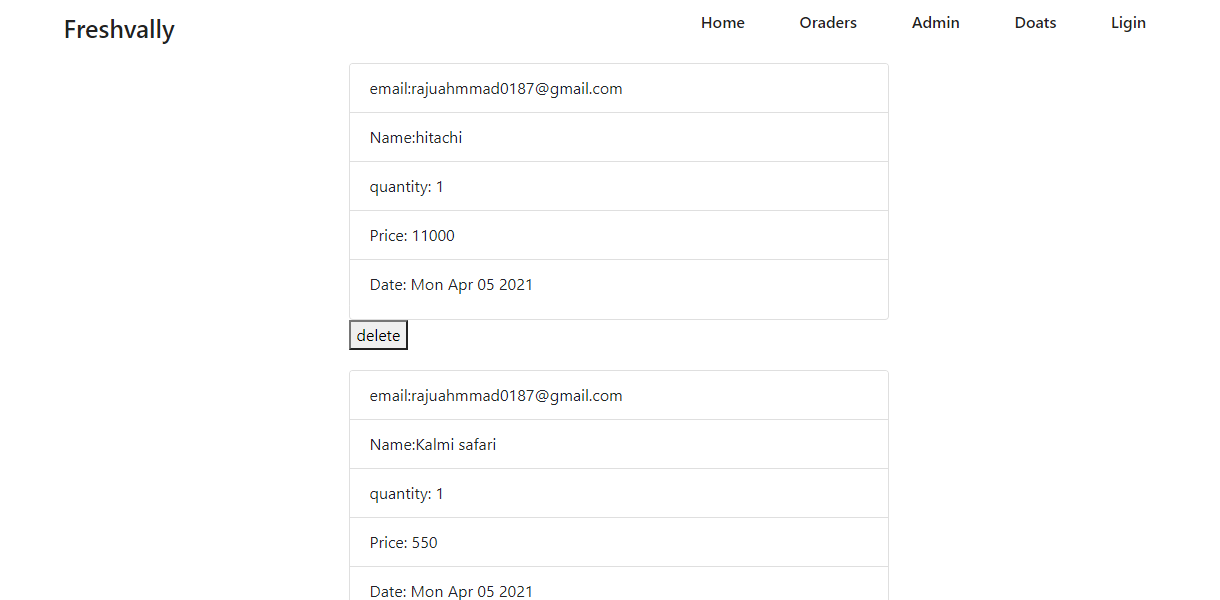 Freshvally
Home Oraders Admin Doats Ligin
email:rajuahmmad0187@gmail.com
Name:hitachi
quantity: 1
Price: 11000
Date: Mon Apr 05 2021
delete
email:rajuahmmad0187@gmail.com
Name:Kalmi safari
quantity: 1
Price: 550
Date: Mon Apr 05 2021